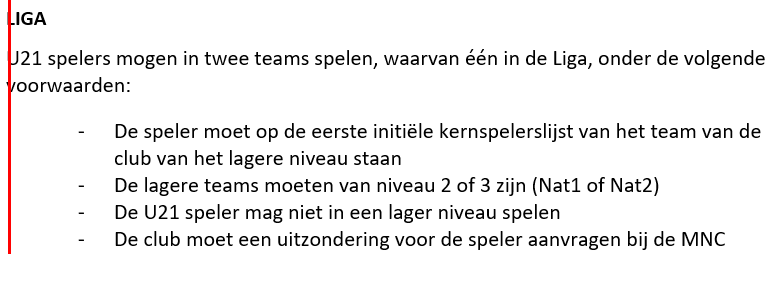 LIGA
U21 spelers mogen in twee teams spelen, waarvan één in de Liga, onder de volgende
voorwaarden:
- De speler moet op de eerste initiële kernspelerslijst van het team van de
club van het lagere niveau staan
- De lagere teams moeten van niveau 2 of 3 zijn (Nat1 of Nat2)
- De U21 speler mag niet in een lager niveau spelen
- De club moet een uitzondering voor de speler aanvragen bij de MNC